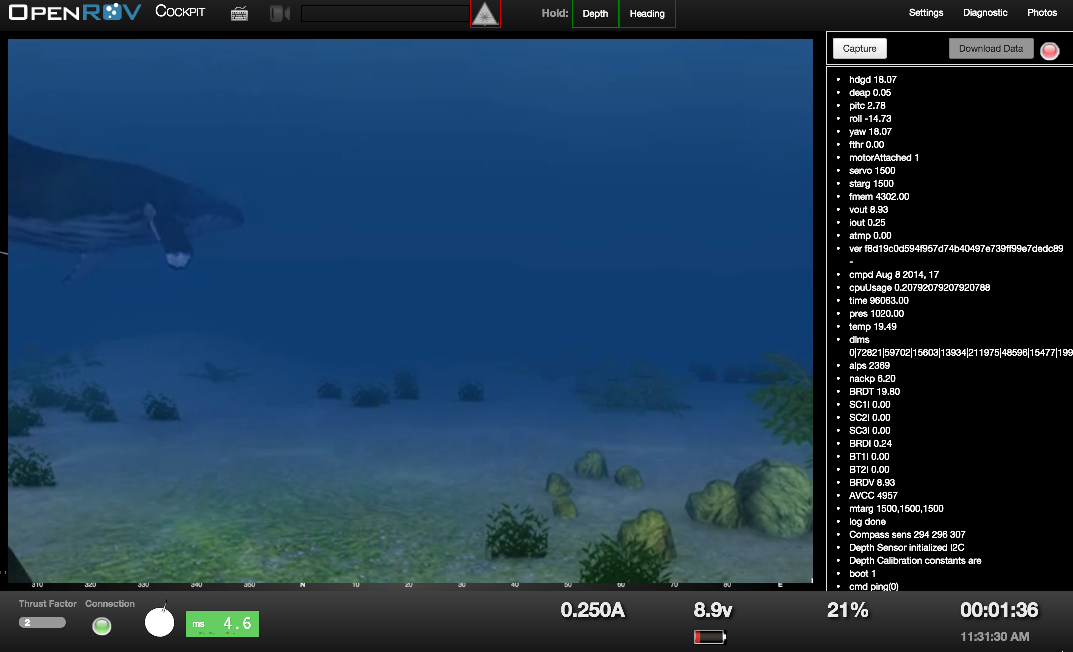 OPENROV COCKPIT
Hold: Depth Heading
Settings Diagnostic Photos
Capture Download Data
hdgd 18.07
deap 0.05
pitc 2.78
roll -14.73
yaw 18.07
fthr 0.00
motorAttached 1
servo 1500
starg 1500
fmem 4302.00
vout 8.93
iout 0.25
atmp 0.00
ver f8d19c0d594f957d74b40497e739ff99e7dedc89
-
cmpd Aug 8 2014, 17
cpuUsage 0.20792079207920788
time 96063.00
pres 1020.00
temp 19.49
dlms
0|72821|59702|15603|13934|211975|48596|15477|199
alps 2369
nackp 6.20
BRDT 19.80
SC1I 0.00
SC2I 0.00
SC3I 0.00
BRDI 0.24
BT1I 0.00
BT2I 0.00
BRDV 8.93
AVCC 4957
mtarg 1500,1500,1500
log done
Compass sens 294 296 307
Depth Sensor initialized I2C
Depth Calibration constants are
boot 1
cmd ping(0)
310 320 330 340 350 N 10 20 30 40 50 60 70 80 E
Thrust Factor Connection
2
ms 4.6
0.250A 8.9v 21% 00:01:36
11:31:30 AM